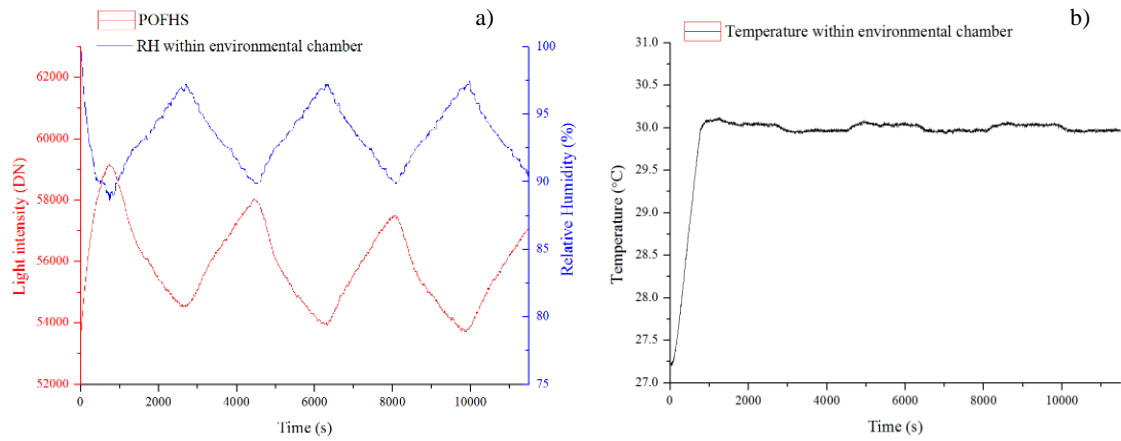 POFHS
RH within environmental chamber
a)
62000
60000
58000
56000
54000
52000
Light intensity (DN)
100
95
90
85
80
75
Relative Humidity (%)
0 2000 4000 6000 8000 10000
Time (s)
b)
Temperature within environmental chamber
31.0
30.5
30.0
29.5
29.0
28.5
28.0
27.5
27.0
Temperature (°C)
0 2000 4000 6000 8000 10000
Time (s)